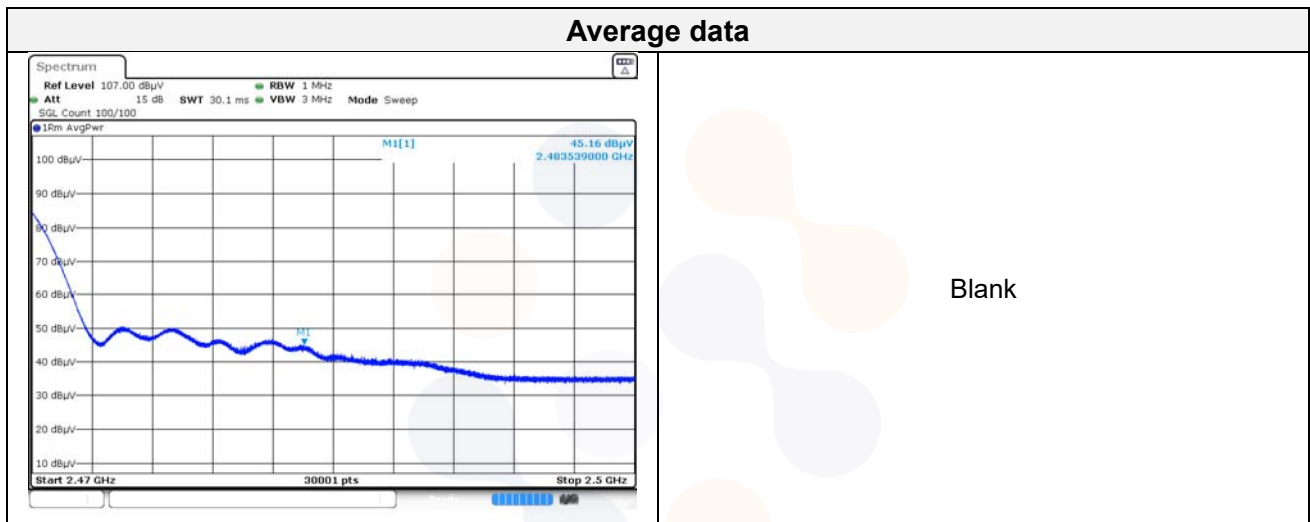 Average data
Spectrum
Ref Level 107.00 dBµV RBW 1 MHz
Att 15 dB SWT 30.1 ms VBW 3 MHz Mode Sweep
SGL Count 100/100
1Rm AvgPwr
M1[1] 45.16 dBµV
2.483539000 GHz
100 dBµV
90 dBµV
80 dBµV
70 dBµV
60 dBµV
50 dBµV
M1
40 dBµV
30 dBµV
20 dBµV
10 dBµV
Start 2.47 GHz 30001 pts Stop 2.5 GHz
Blank